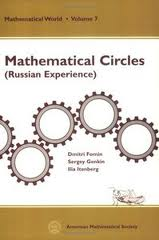 Mathematical World • Volume 7
Mathematical Circles
(Russian Experience)
Dmitri Fomin
Sergey Genkin
Ilia Itenberg
American Mathematical Society